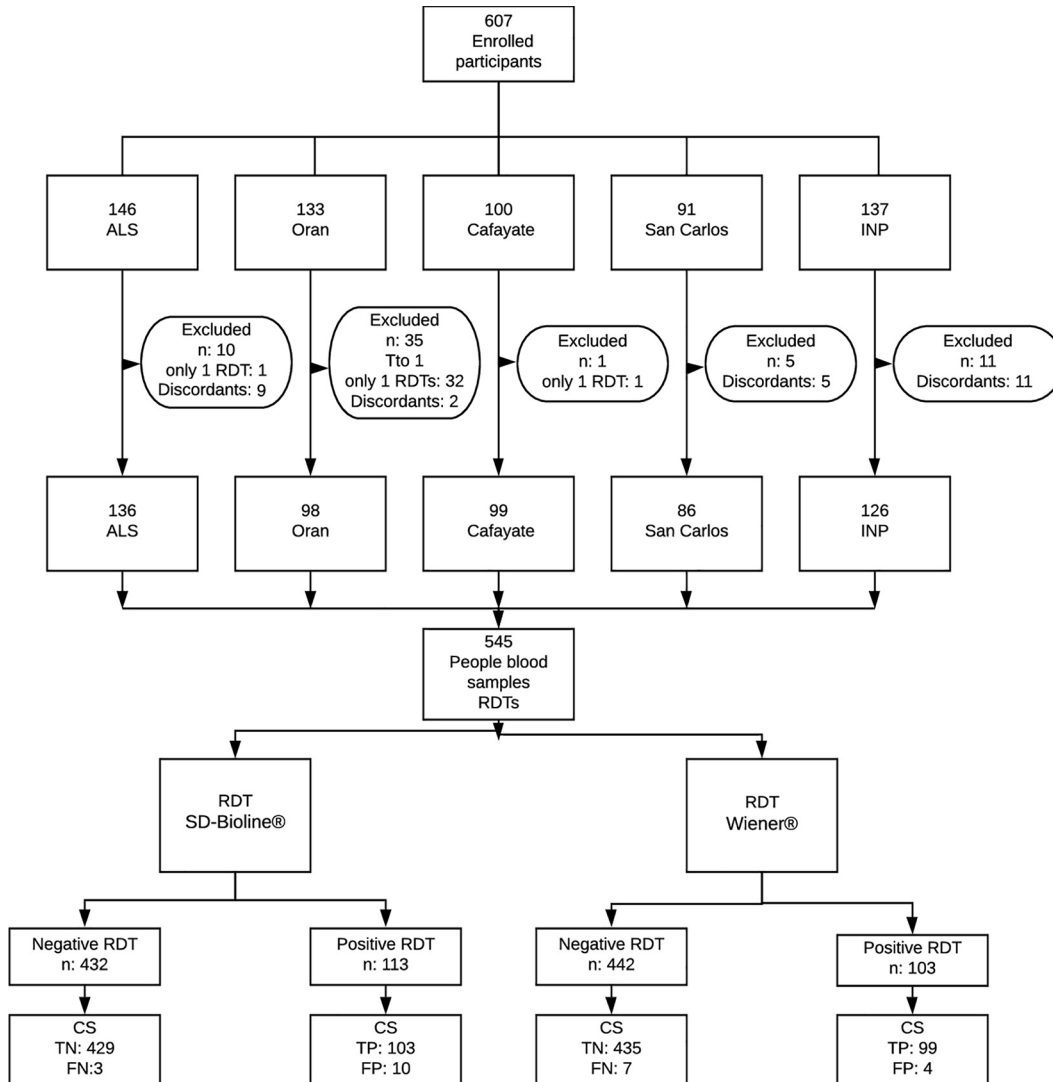 607
Enrolled
participants
146
ALS
133
Oran
100
Cafayate
91
San Carlos
137
INP
Excluded
n: 10
only 1 RDT: 1
Discordants: 9
Excluded
n: 35
Tto 1
only 1 RDTs: 32
Discordants: 2
Excluded
n: 1
only 1 RDT: 1
Excluded
n: 5
Discordants: 5
Excluded
n: 11
Discordants: 11
136
ALS
98
Oran
99
Cafayate
86
San Carlos
126
INP
545
People blood
samples
RDTs
RDT
SD-Bioline®
RDT
Wiener®
Negative RDT
n: 432
Positive RDT
n: 113
Negative RDT
n: 442
Positive RDT
n: 103
CS
TN: 429
FN:3
CS
TP: 103
FP: 10
CS
TN: 435
FN: 7
CS
TP: 99
FP: 4